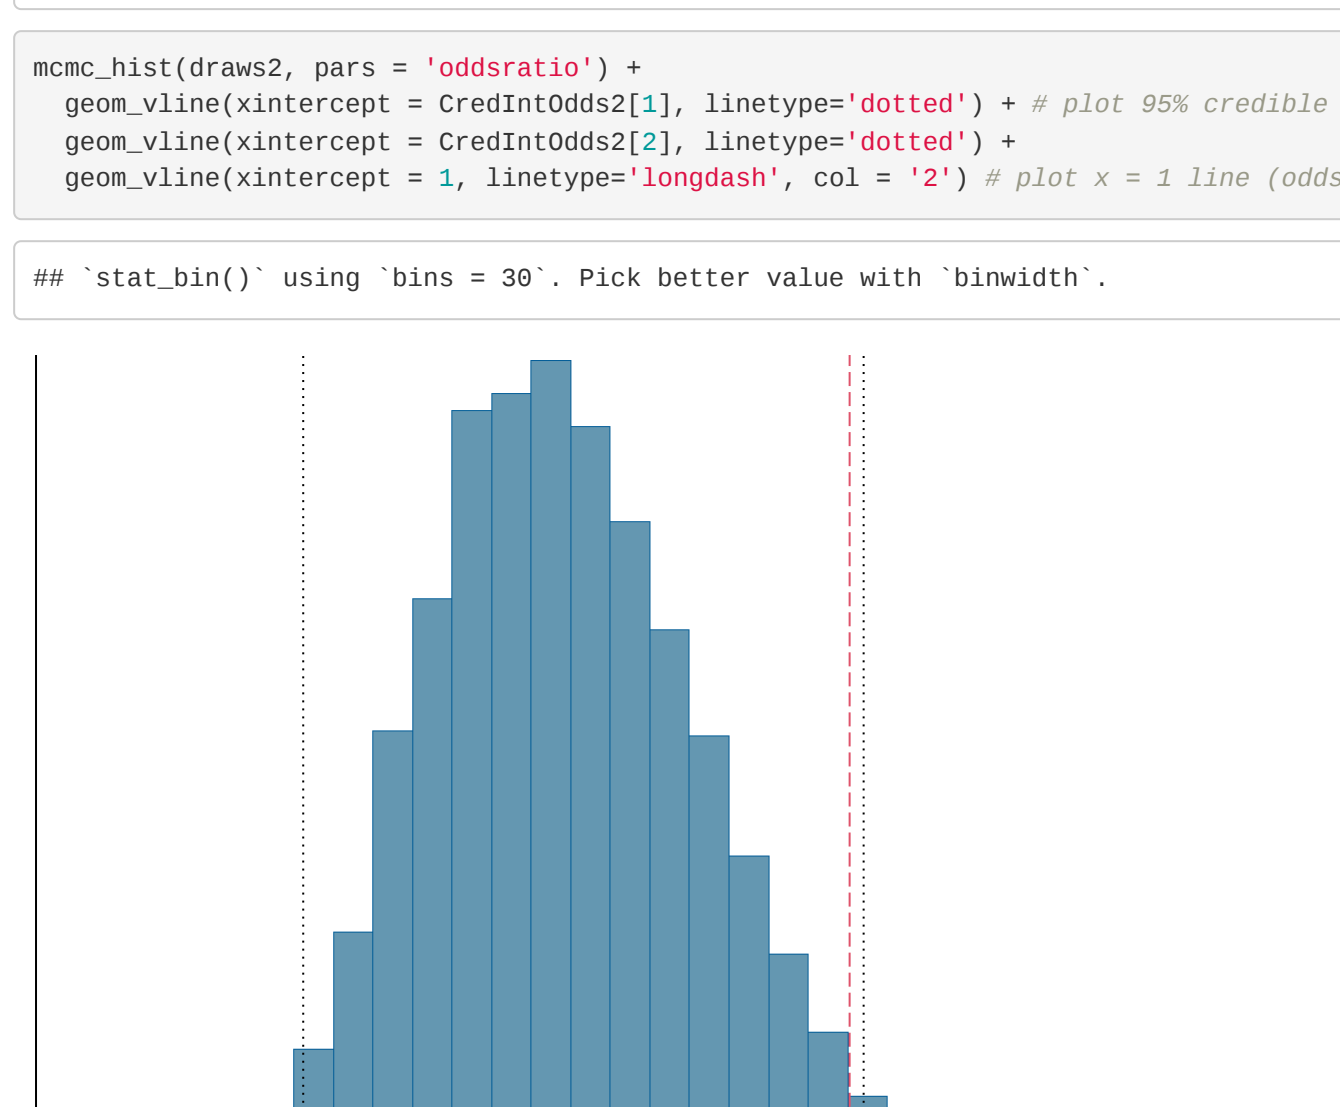 mcmc_hist(draws2, pars = 'oddsratio') +
  geom_vline(xintercept = CredIntOdds2[1], linetype='dotted') + # plot 95% credible
  geom_vline(xintercept = CredIntOdds2[2], linetype='dotted') +
  geom_vline(xintercept = 1, linetype='longdash', col = '2') # plot x = 1 line (odds
## `stat_bin()` using `bins = 30`. Pick better value with `binwidth`.